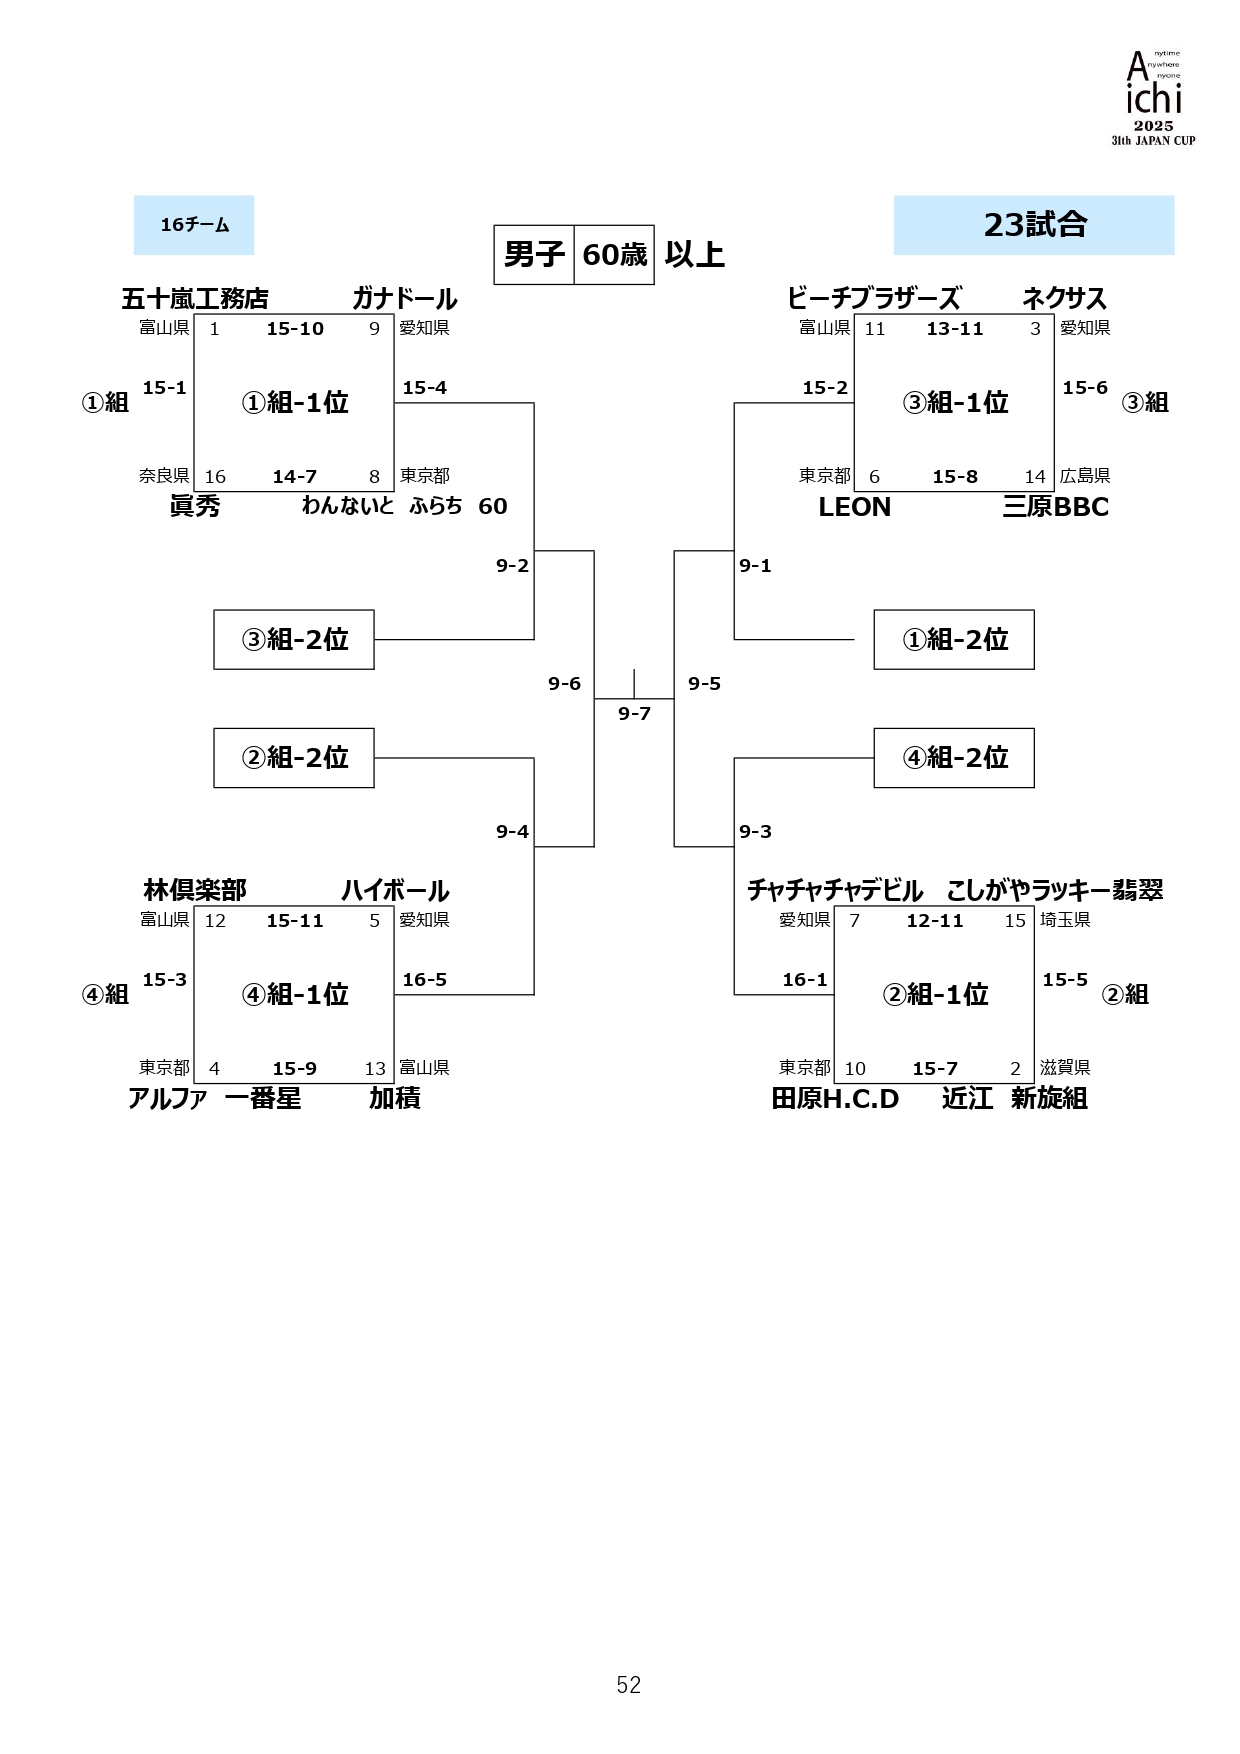 Anytime
Anywhere
Anyone
Aichi
2025
31th JAPAN CUP
16チーム
23試合
男子 60歳 以上
五十嵐工務店 ガナドール ビーチブラザーズ ネクサス
富山県 1 15-10 9 愛知県 富山県 11 13-11 3 愛知県
①組 15-1 ①組-1位 15-4 15-2 ③組-1位 15-6 ③組
奈良県 16 14-7 8 東京都 東京都 6 15-8 14 広島県
眞秀 わんないと ふらち 60 LEON 三原BBC
9-2 9-1
③組-2位 ①組-2位
9-6 9-5
9-7
②組-2位 ④組-2位
9-4 9-3
林倶楽部 ハイボール チャチャチャデビル こしがやラッキー翡翠
富山県 12 15-11 5 愛知県 愛知県 7 12-11 15 埼玉県
④組 15-3 ④組-1位 16-5 16-1 ②組-1位 15-5 ②組
東京都 4 15-9 13 富山県 東京都 10 15-7 2 滋賀県
アルファ 一番星 加積 田原H.C.D 近江 新旋組
52